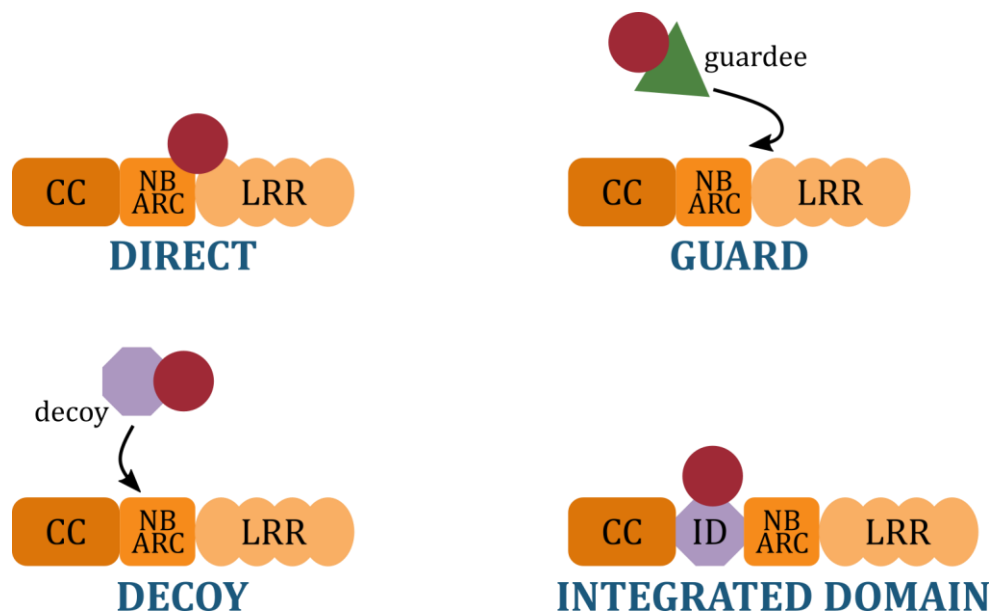 guardee
CC
NB
ARC
LRR
DIRECT
CC
NB
ARC
LRR
GUARD
decoy
CC
NB
ARC
LRR
DECOY
CC
ID
NB
ARC
LRR
INTEGRATED DOMAIN